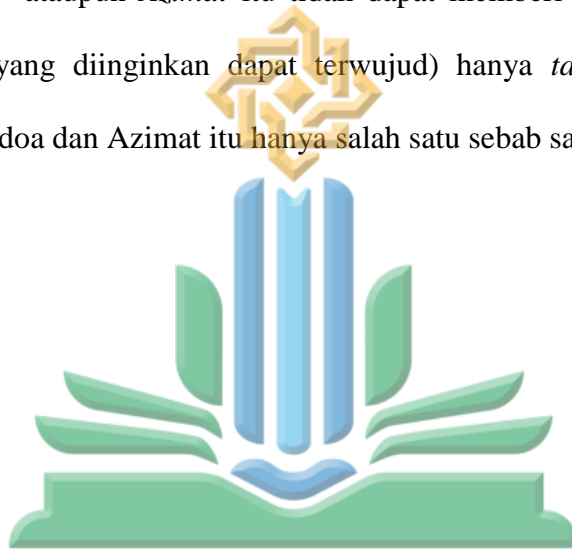 ataupun Azimat itu tidak dapat memberi
yang diinginkan dapat terwujud) hanya
doa dan Azimat itu hanya salah satu sebab